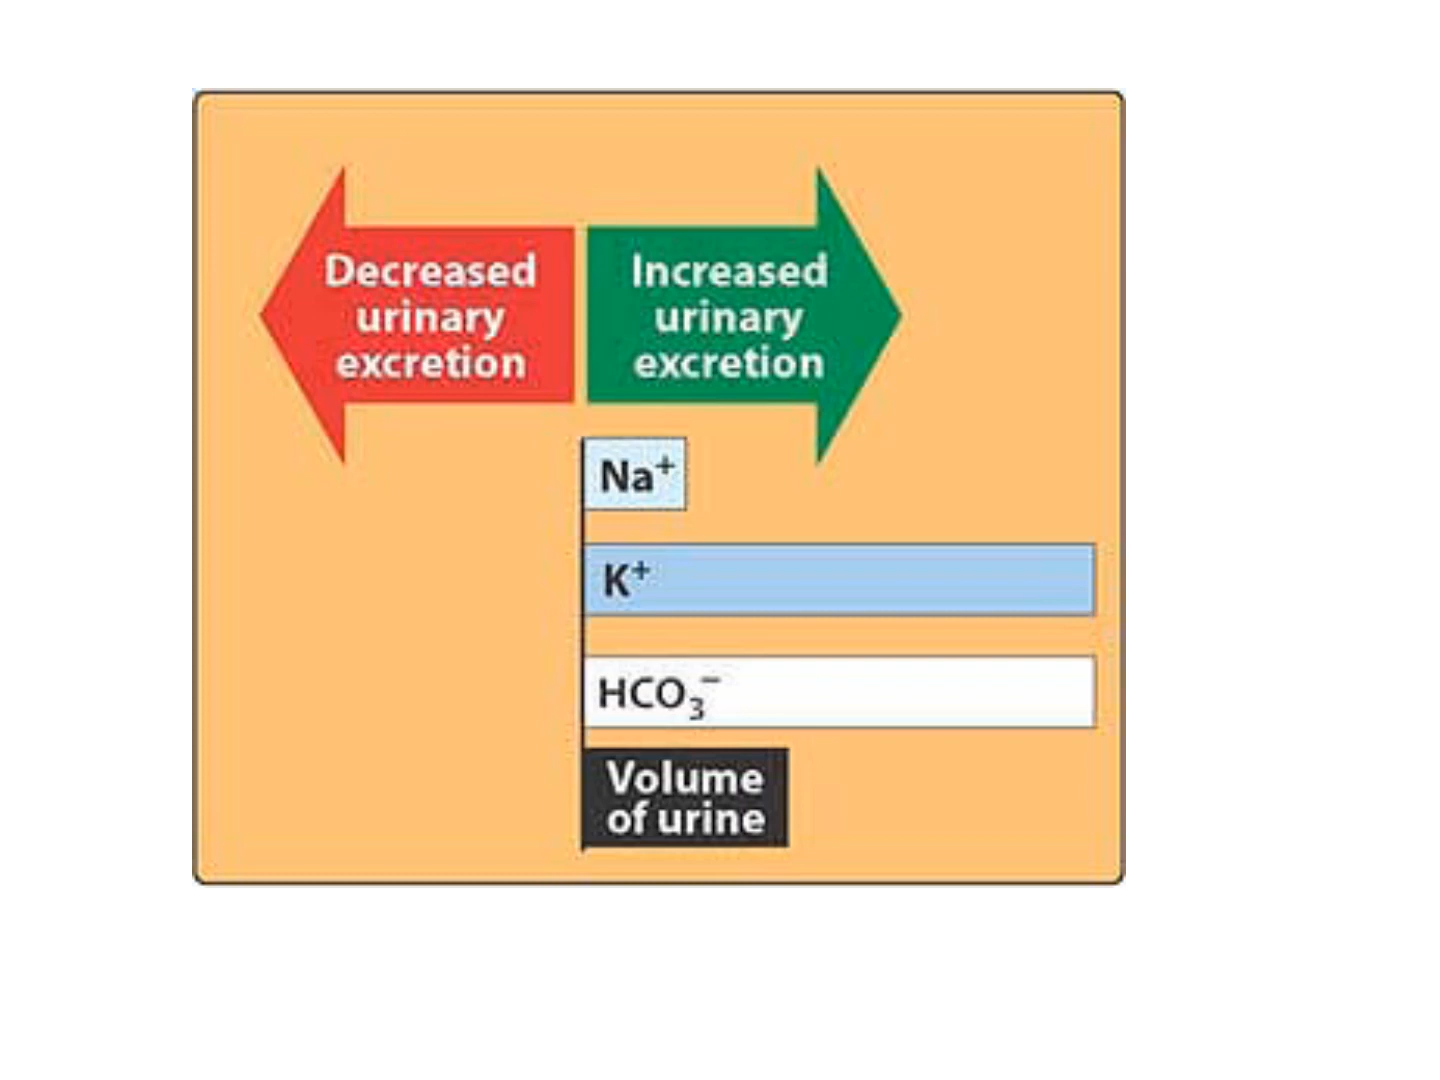 Decreased
urinary
excretion
Increased
urinary
excretion
Na⁺
K⁺
HCO₃⁻
Volume
of urine